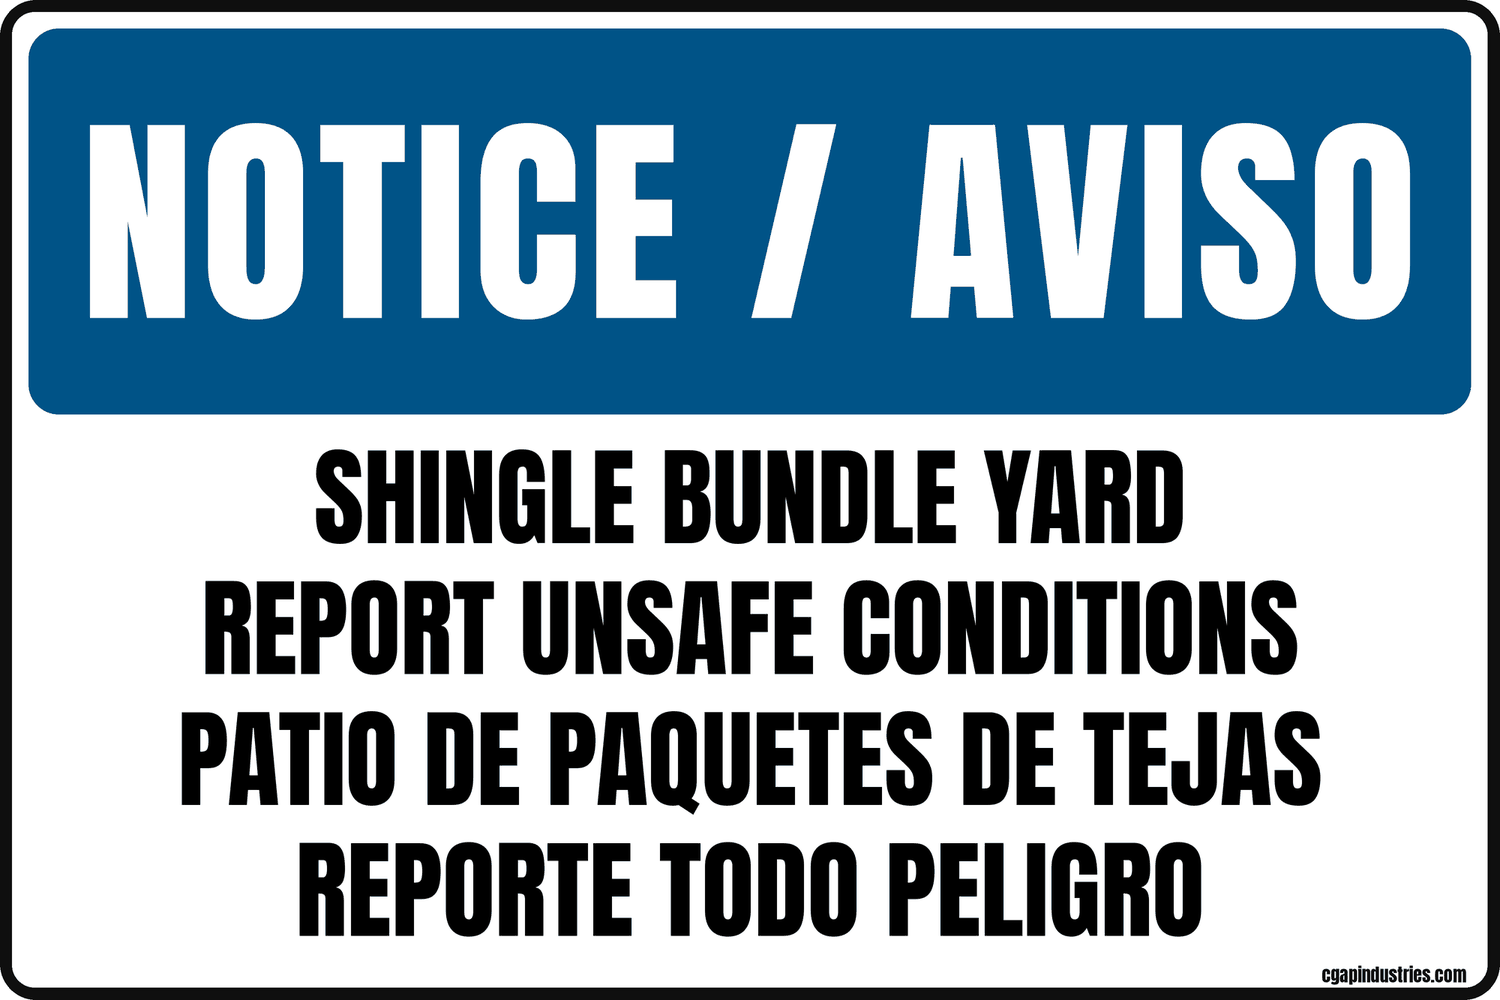 NOTICE / AVISO
SHINGLE BUNDLE YARD
REPORT UNSAFE CONDITIONS
PATIO DE PAQUETES DE TEJAS
REPORTE TODO PELIGRO
cgapindustries.com